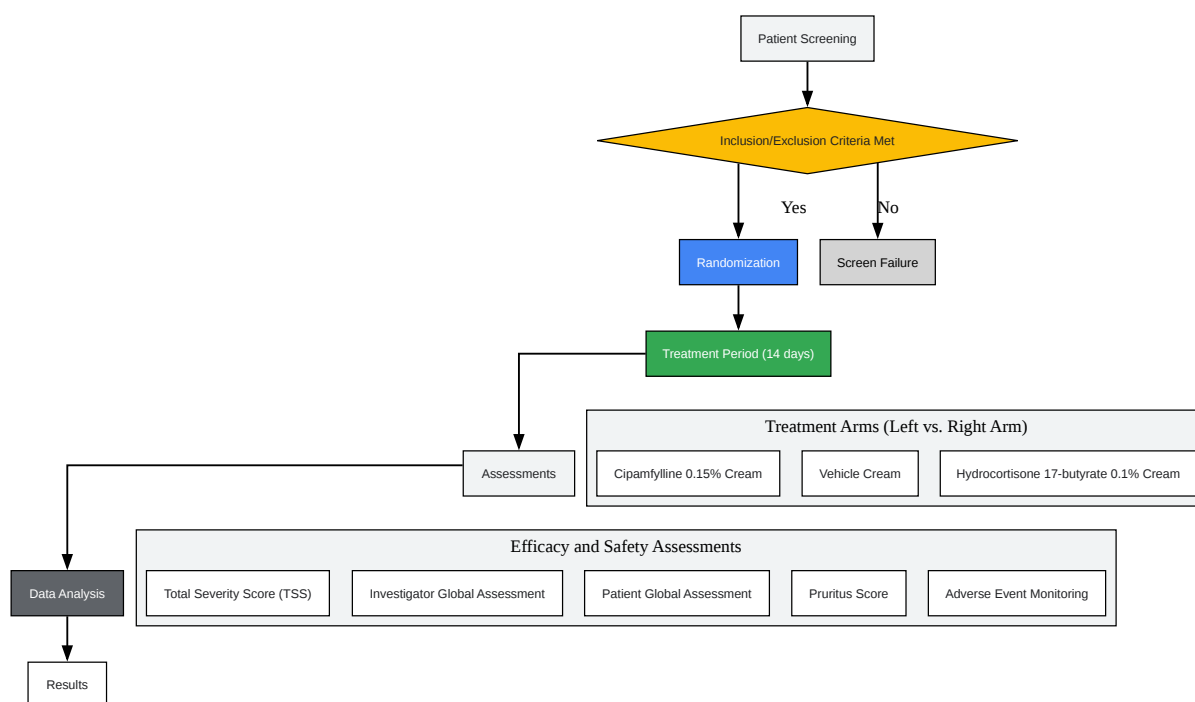 Patient Screening
Inclusion/Exclusion Criteria Met
Yes
No
Randomization
Screen Failure
Treatment Period (14 days)
Treatment Arms (Left vs. Right Arm)
Assessments
Cipamfylline 0.15% Cream
Vehicle Cream
Hydrocortisone 17-butyrate 0.1% Cream
Efficacy and Safety Assessments
Data Analysis
Total Severity Score (TSS)
Investigator Global Assessment
Patient Global Assessment
Pruritus Score
Adverse Event Monitoring
Results